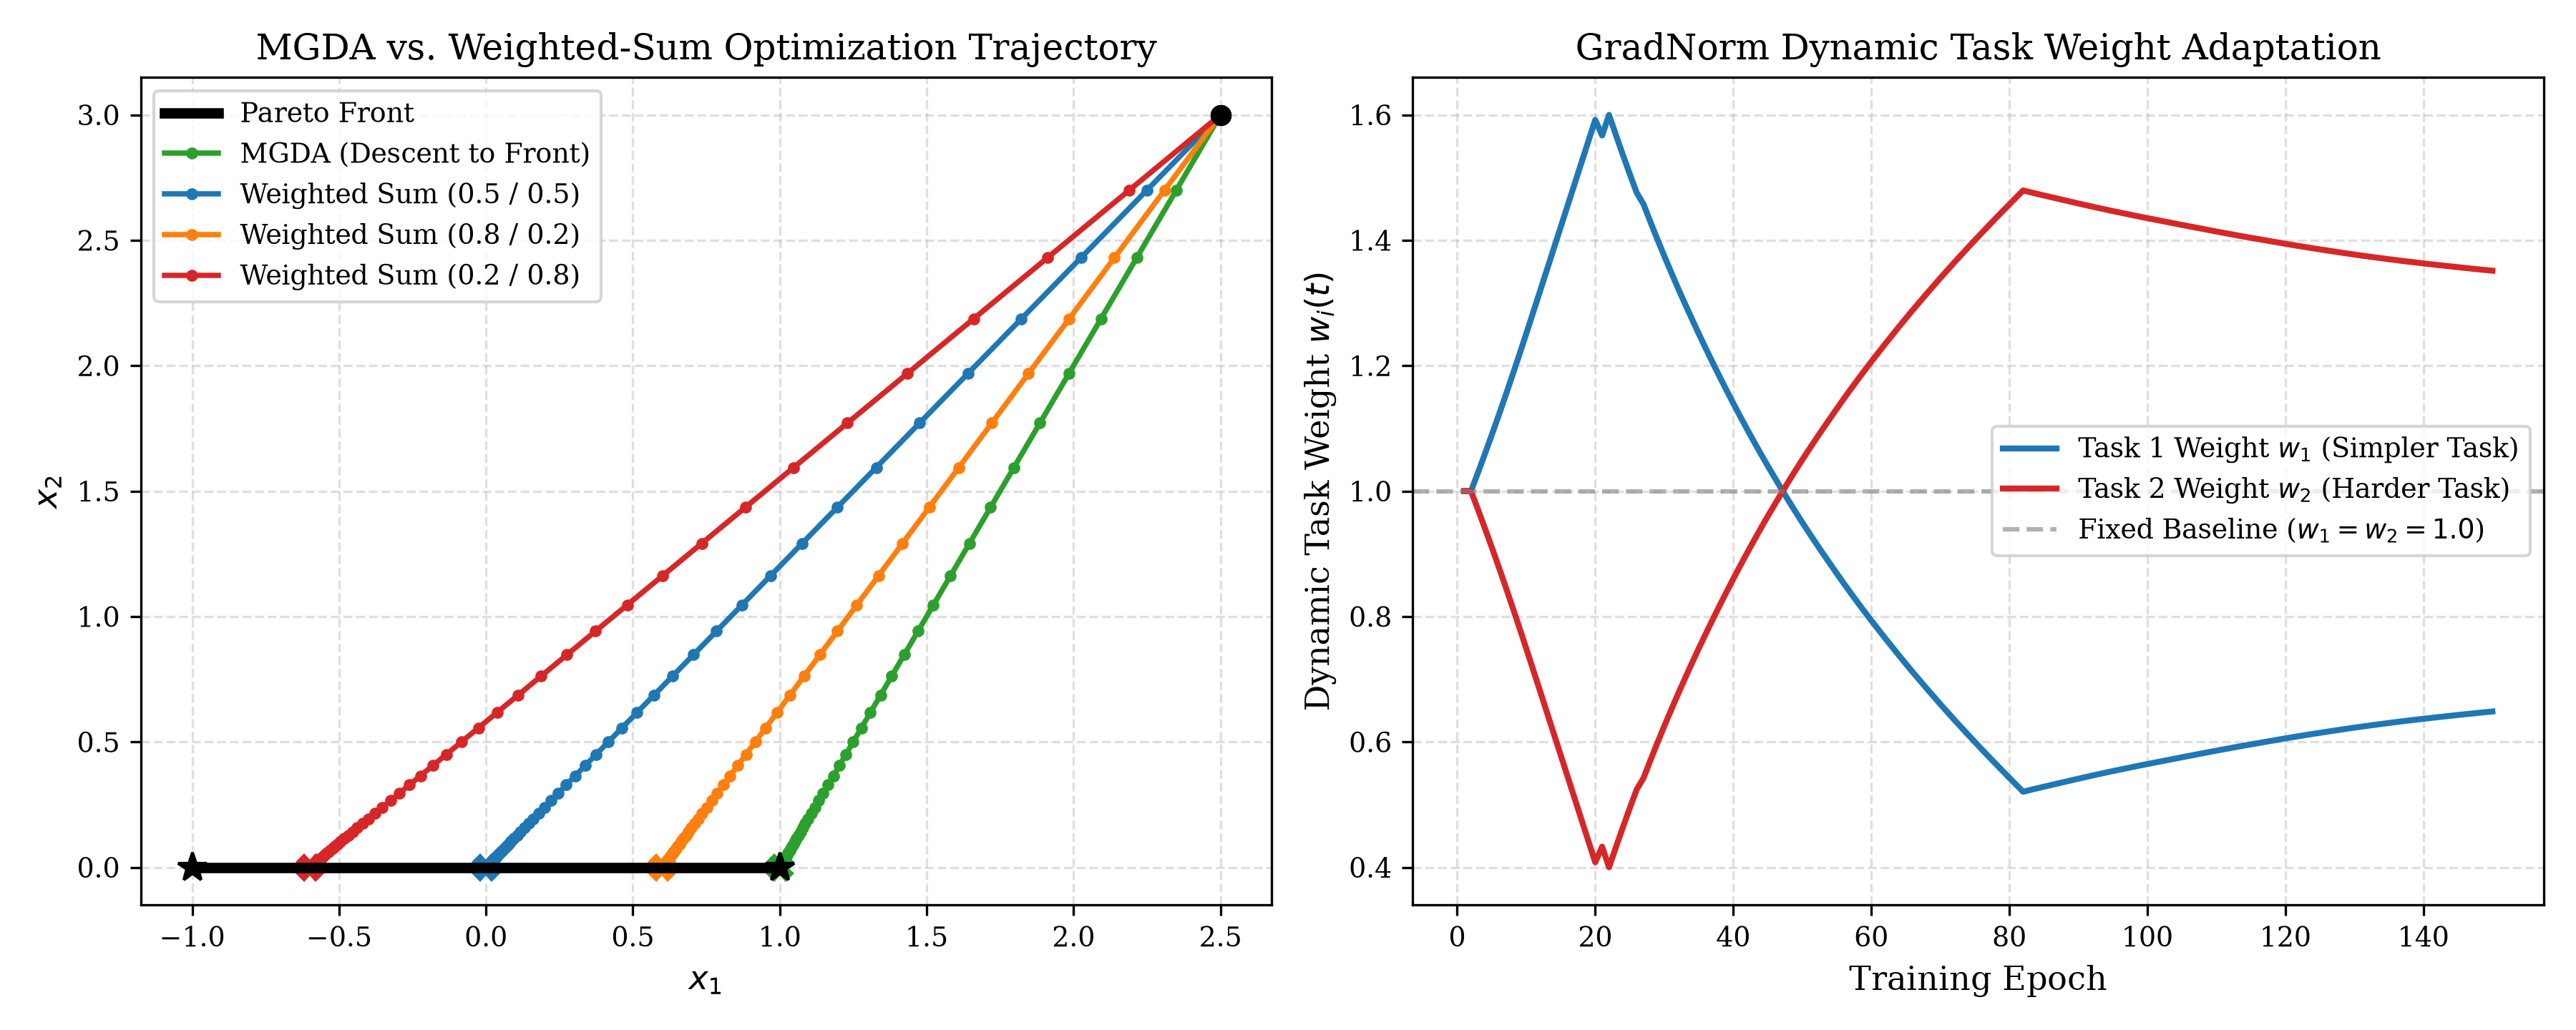 MGDA vs. Weighted-Sum Optimization Trajectory
Pareto Front
MGDA (Descent to Front)
Weighted Sum (0.5 / 0.5)
Weighted Sum (0.8 / 0.2)
Weighted Sum (0.2 / 0.8)
3.0
2.5
2.0
1.5
1.0
0.5
0.0
x₂
−1.0 −0.5 0.0 0.5 1.0 1.5 2.0 2.5
x₁
GradNorm Dynamic Task Weight Adaptation
1.6
1.4
1.2
1.0
0.8
0.6
0.4
Dynamic Task Weight wᵢ(t)
Task 1 Weight w₁ (Simpler Task)
Task 2 Weight w₂ (Harder Task)
Fixed Baseline (w₁ = w₂ = 1.0)
0 20 40 60 80 100 120 140
Training Epoch